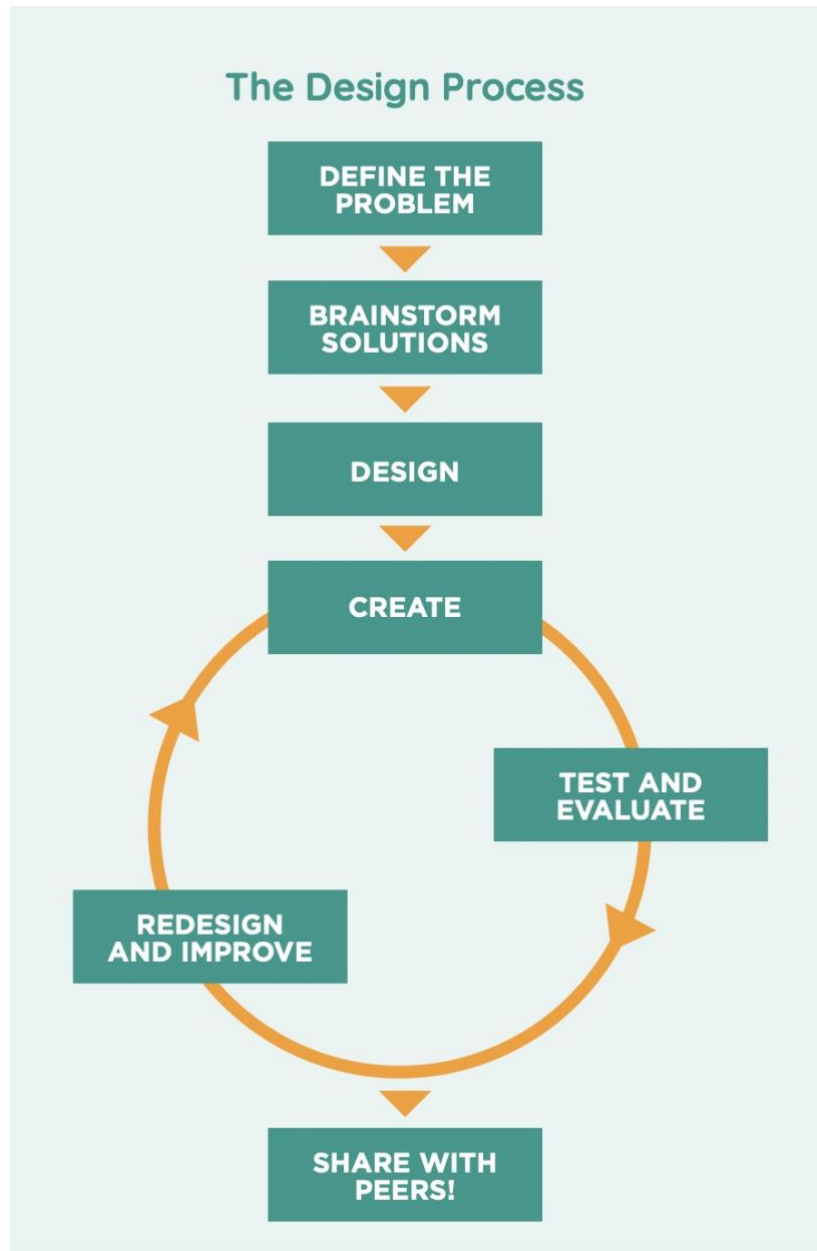 The Design Process
DEFINE THE
PROBLEM
BRAINSTORM
SOLUTIONS
DESIGN
CREATE
TEST AND
EVALUATE
REDESIGN
AND IMPROVE
SHARE WITH
PEERS!